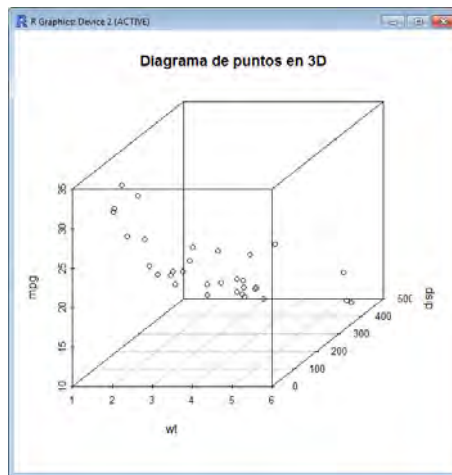 R Graphics: Device 2 (ACTIVE)
Diagrama de puntos en 3D
mpg
35
30
25
20
15
10
1 2 3 4 5 6
wt
0
100
200
300
400
500
disp